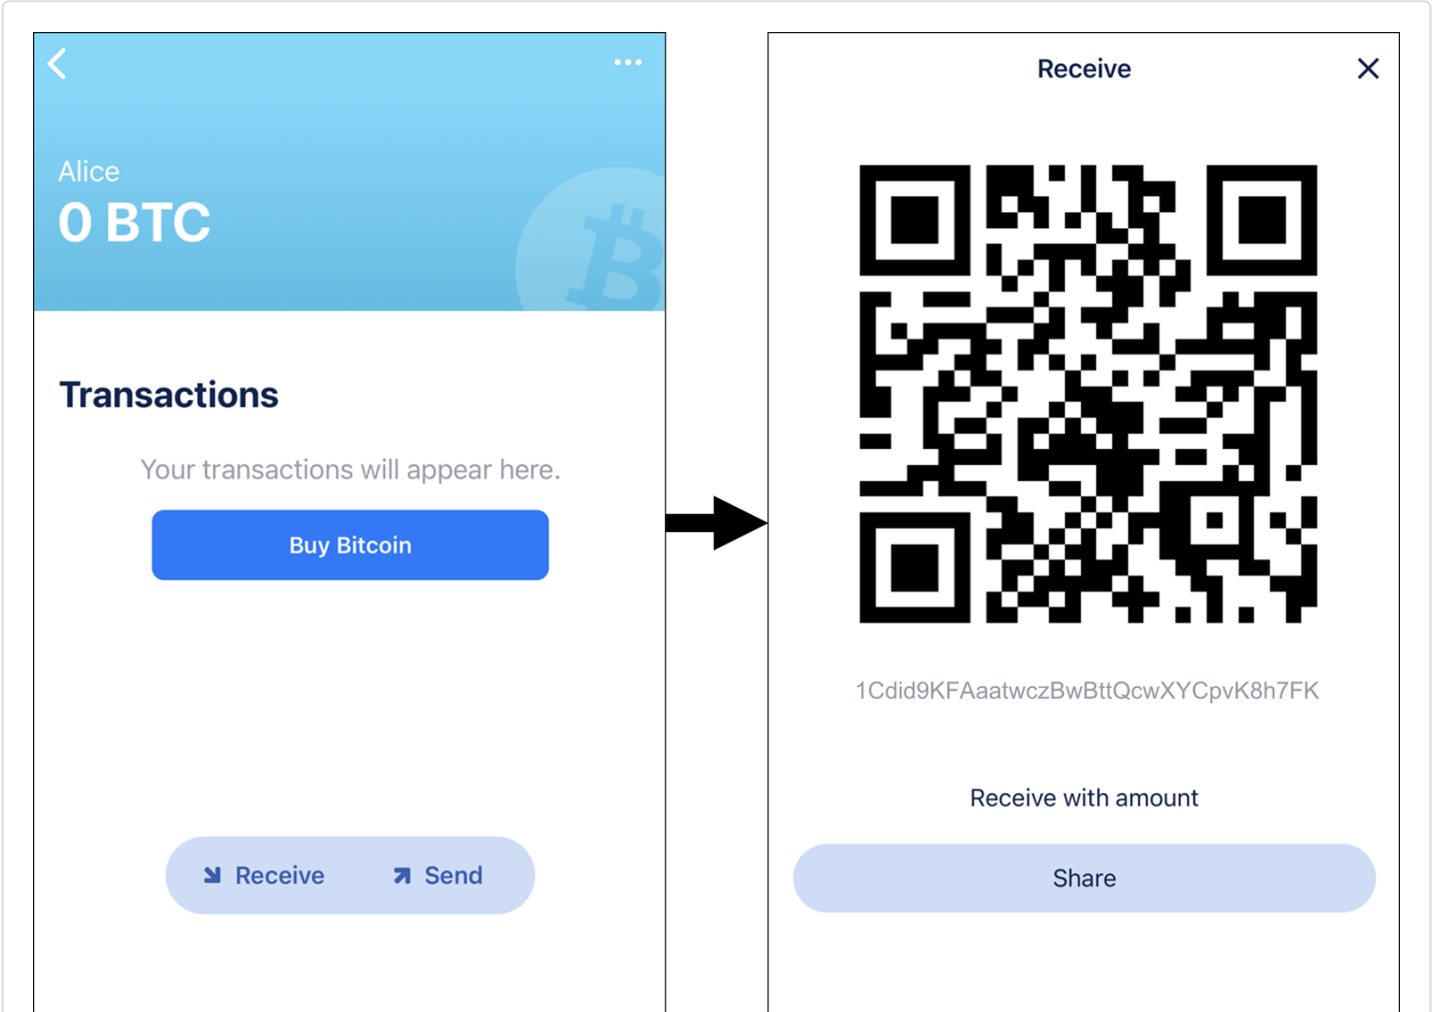 Alice
0 BTC
Transactions
Your transactions will appear here.
Buy Bitcoin
Receive
Send
Receive
1Cdid9KFAaatwczBwBttQcwXYCpvK8h7FK
Receive with amount
Share